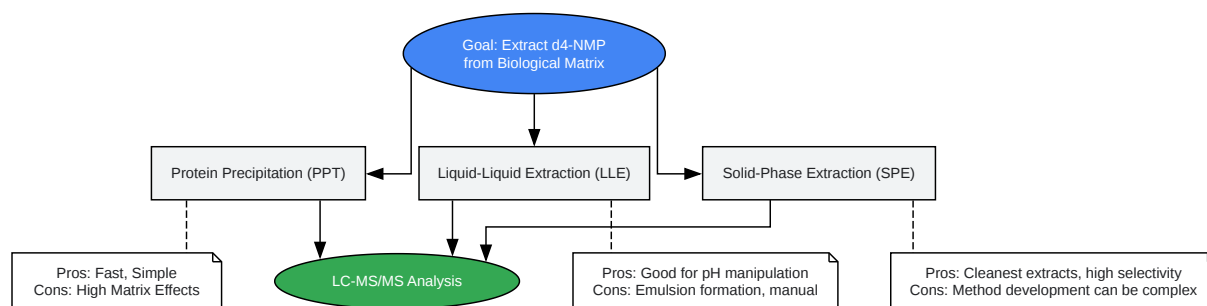 Goal: Extract d4-NMP
from Biological Matrix
Protein Precipitation (PPT)
Liquid-Liquid Extraction (LLE)
Solid-Phase Extraction (SPE)
Pros: Fast, Simple
Cons: High Matrix Effects
LC-MS/MS Analysis
Pros: Good for pH manipulation
Cons: Emulsion formation, manual
Pros: Cleanest extracts, high selectivity
Cons: Method development can be complex